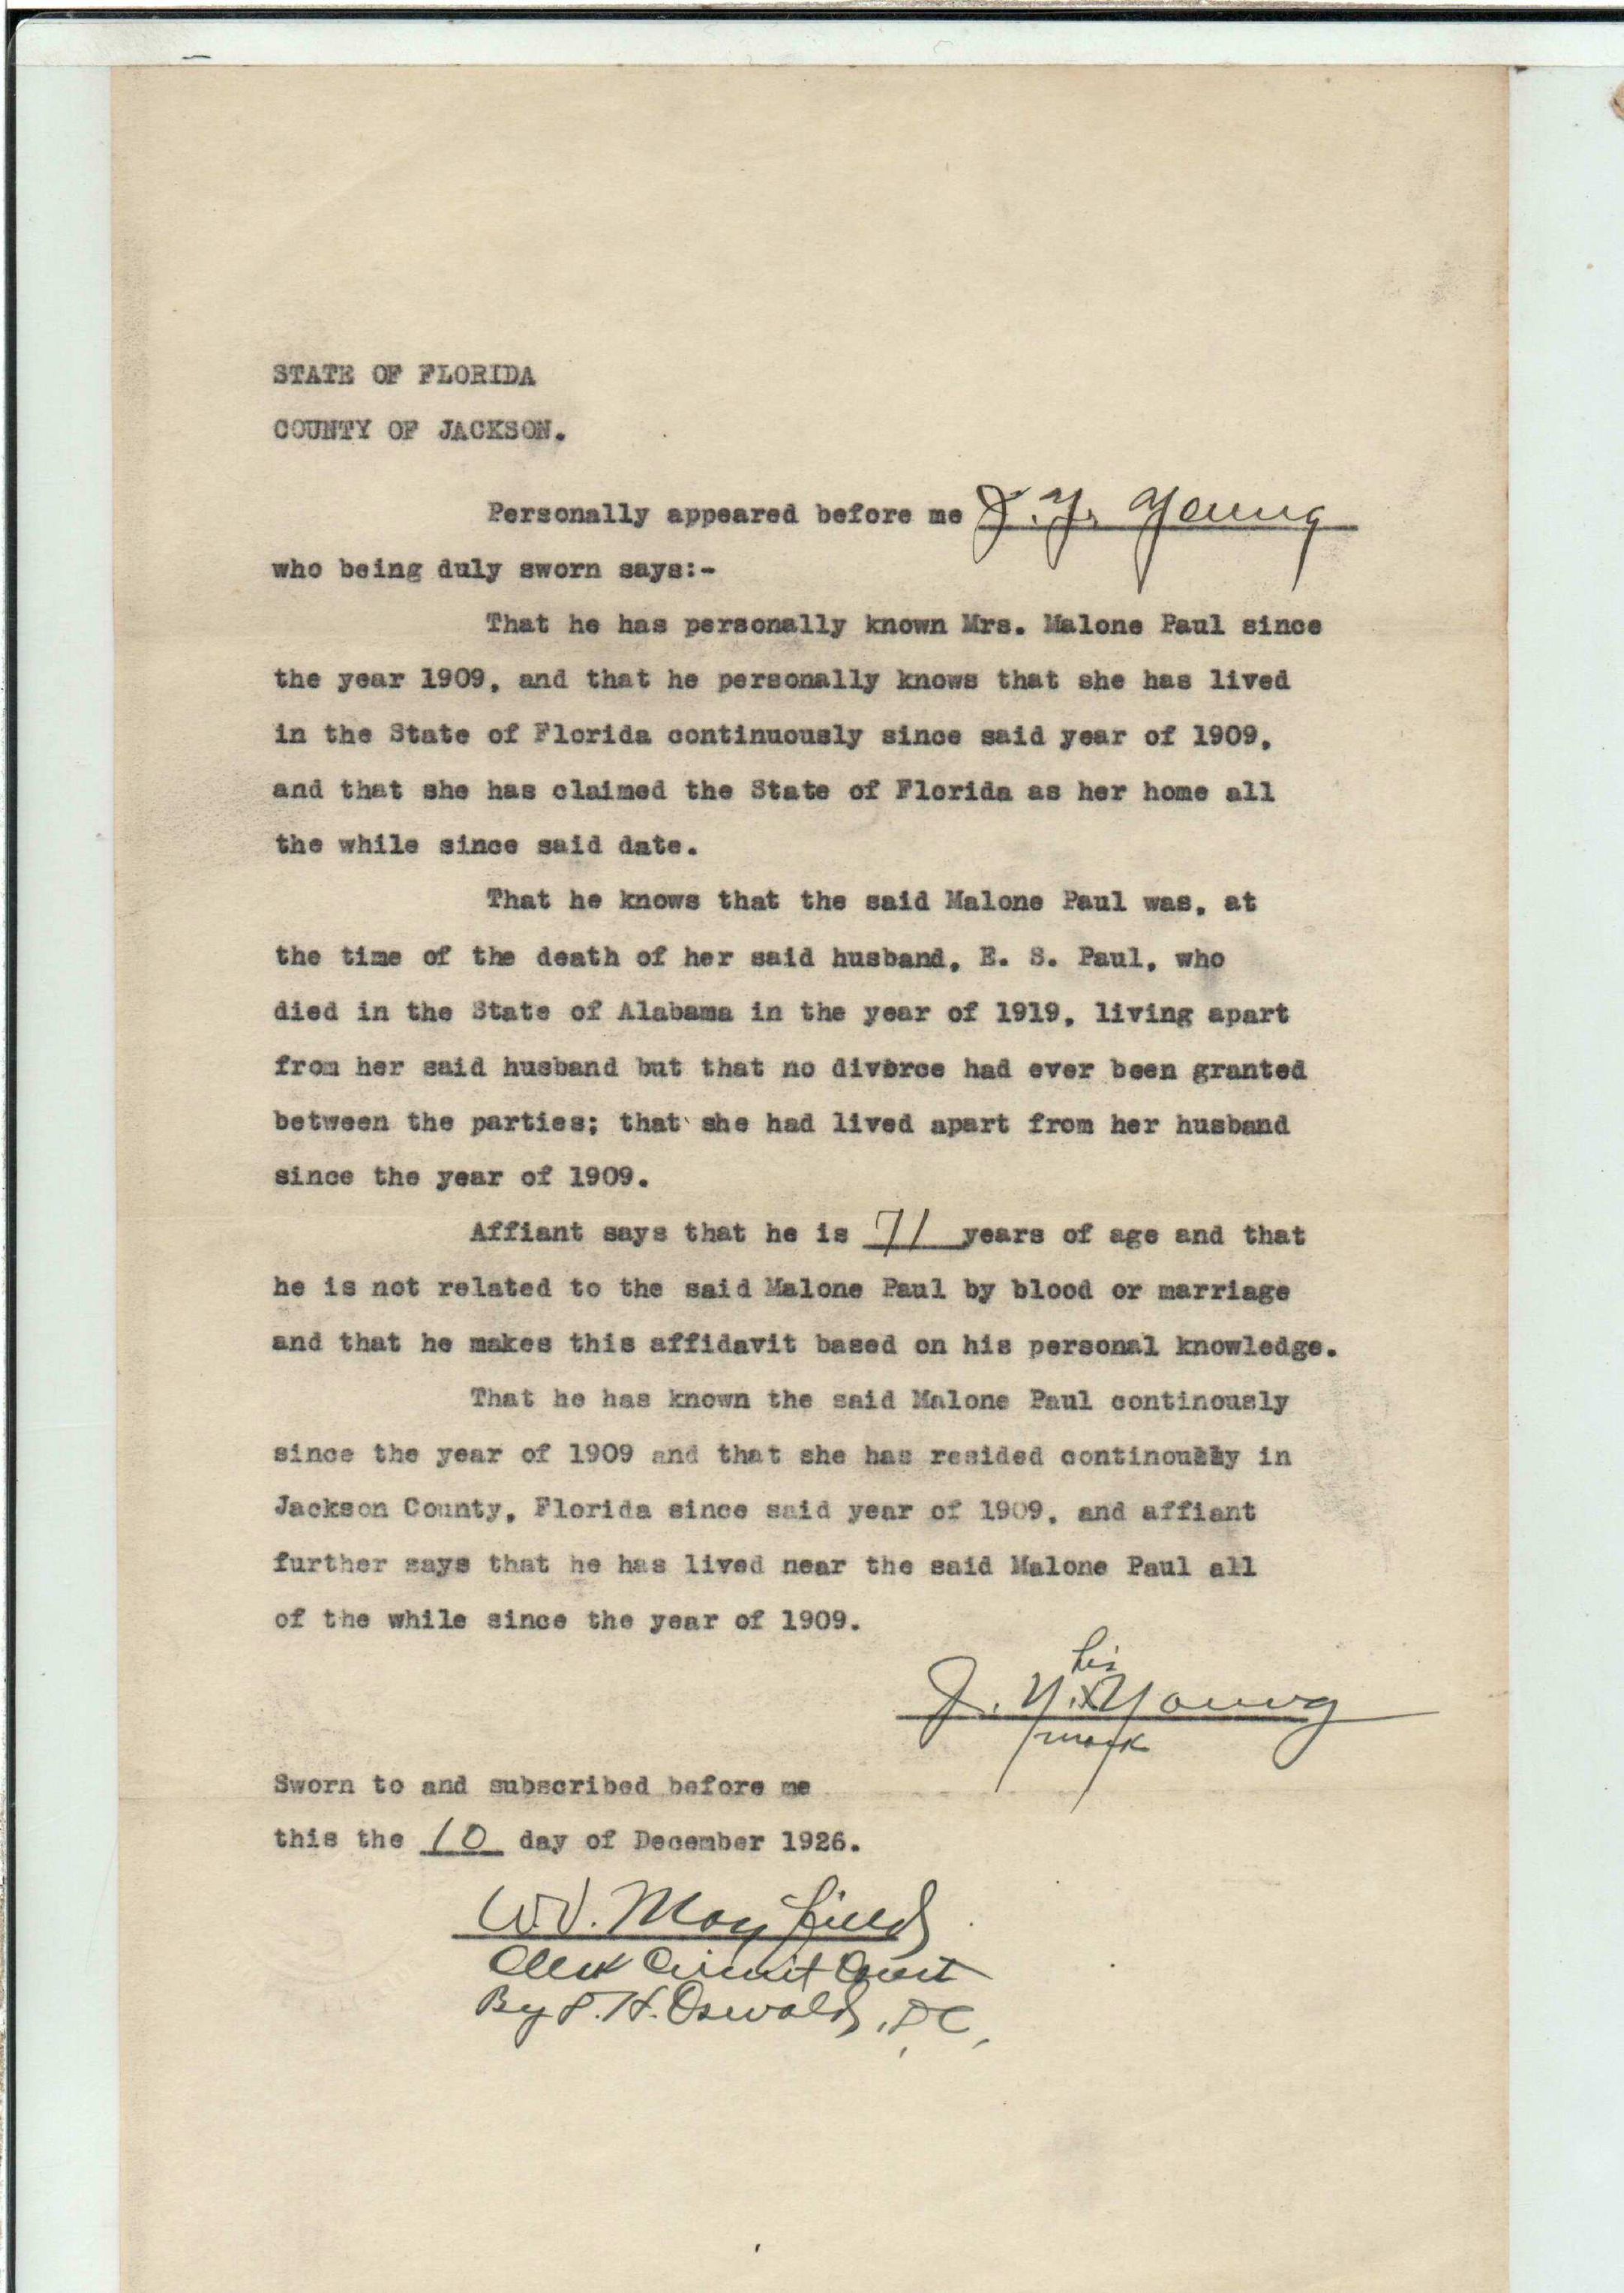 STATE OF FLORIDA
COUNTY OF JACKSON.
Personally appeared before me J. Y. Young
who being duly sworn says:-
That he has personally known Mrs. Malone Paul since
the year 1909, and that he personally knows that she has lived
in the State of Florida continuously since said year of 1909,
and that she has claimed the State of Florida as her home all
the while since said date.
That he knows that the said Malone Paul was, at
the time of the death of her said husband, E. S. Paul, who
died in the State of Alabama in the year of 1919, living apart
from her said husband but that no divorce had ever been granted
between the parties; that she had lived apart from her husband
since the year of 1909.
Affiant says that he is 71 years of age and that
he is not related to the said Malone Paul by blood or marriage
and that he makes this affidavit based on his personal knowledge.
That he has known the said Malone Paul continously
since the year of 1909 and that she has resided continously in
Jackson County, Florida since said year of 1909, and affiant
further says that he has lived near the said Malone Paul all
of the while since the year of 1909.
his
J. Y. x Young
mark
Sworn to and subscribed before me
this the 10 day of December 1926.
W.V. Mayfield
Clerk Circuit Court
By P. H. Oswald, DC,